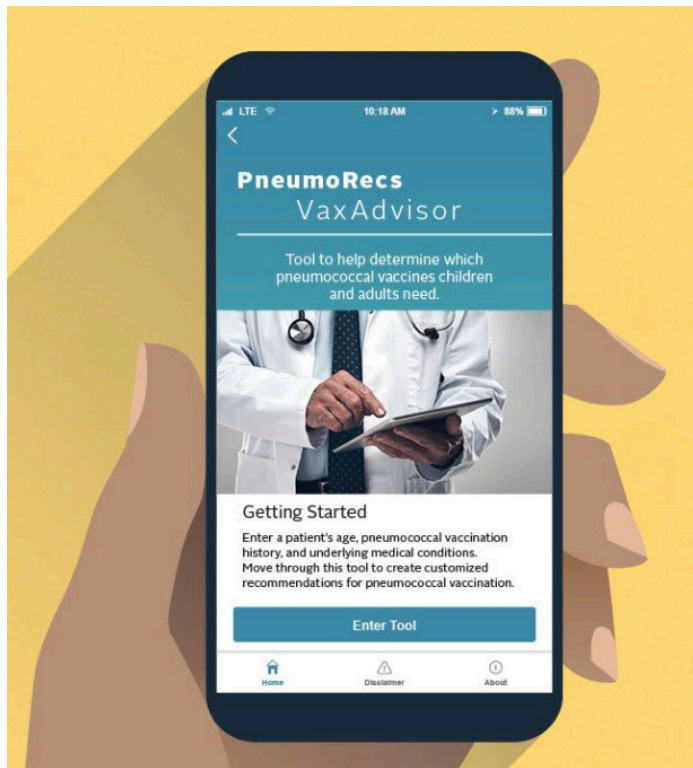 LTE 10:18 AM 88%
PneumoRecs
VaxAdvisor
Tool to help determine which
pneumococcal vaccines children
and adults need.
Getting Started
Enter a patient's age, pneumococcal vaccination
history, and underlying medical conditions.
Move through this tool to create customized
recommendations for pneumococcal vaccination.
Enter Tool
Home Disclaimer About